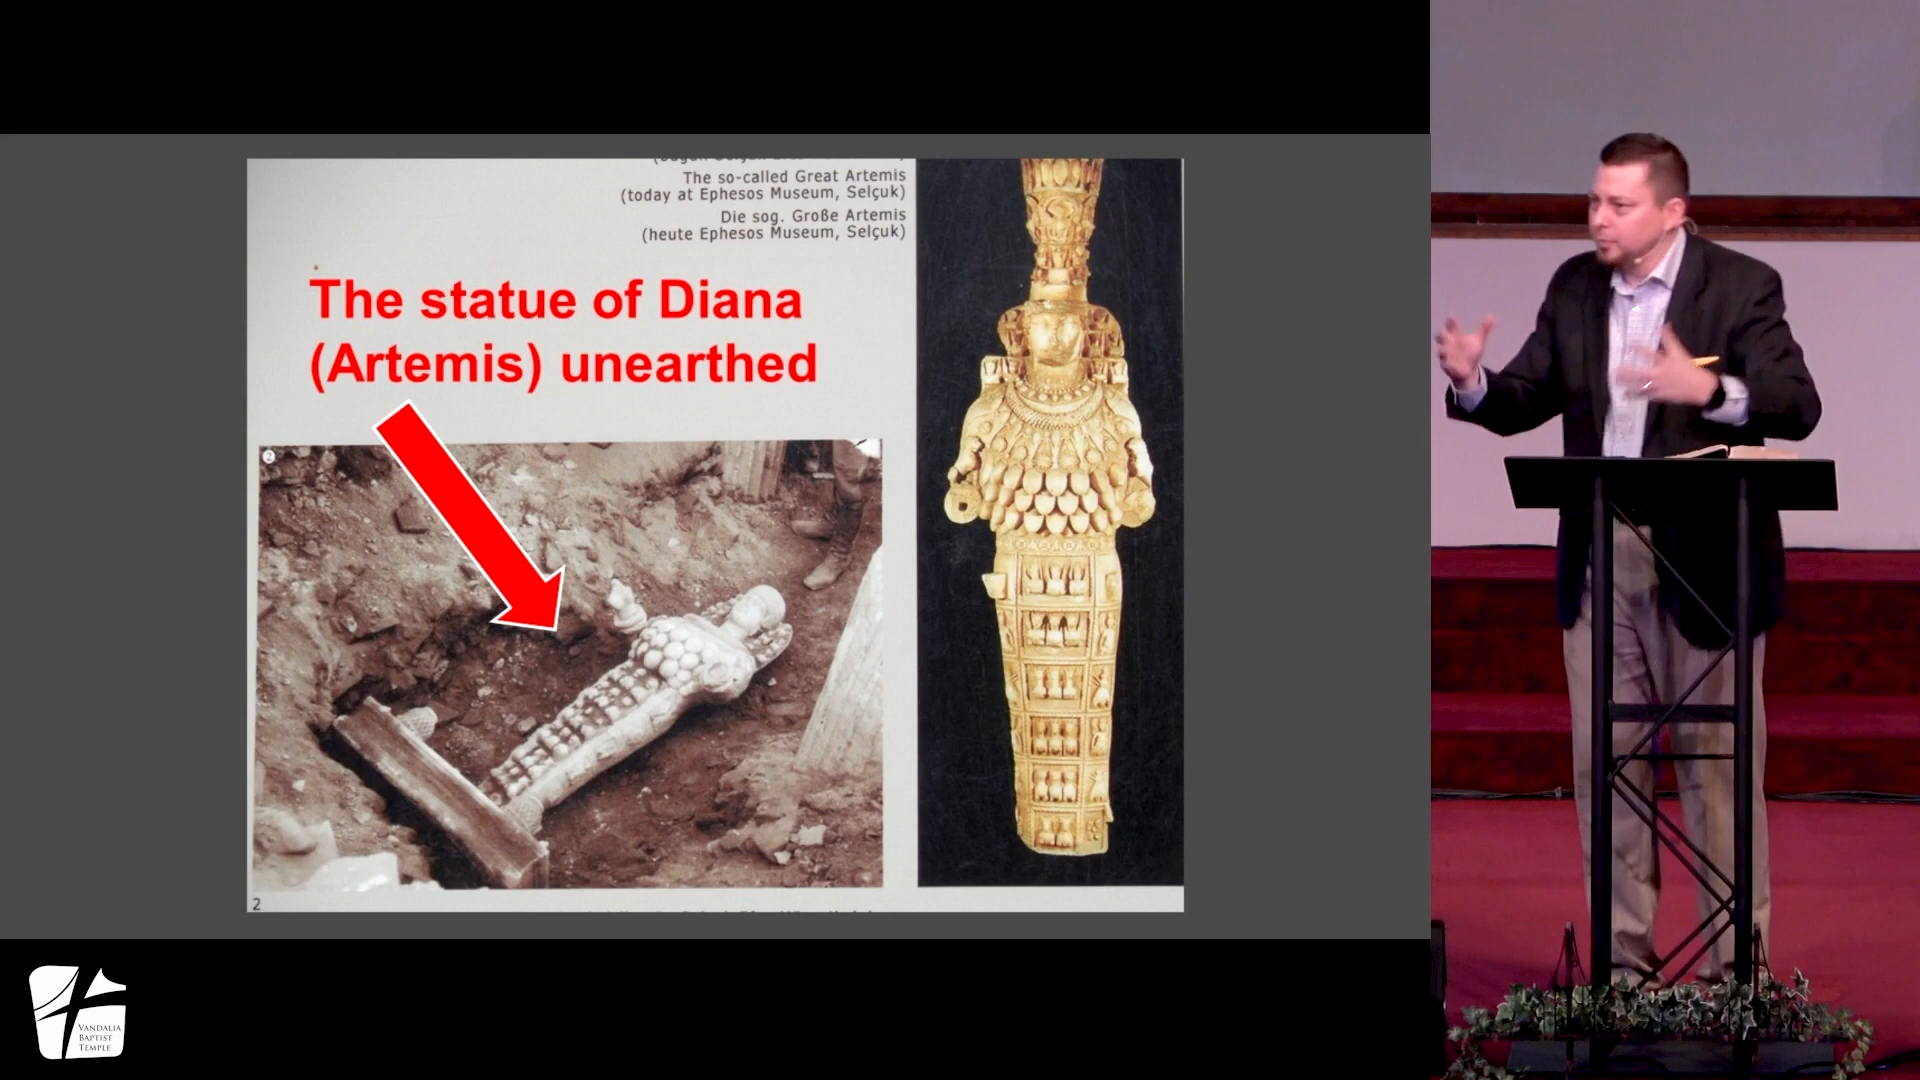 The so-called Great Artemis
(today at Ephesos Museum, Selçuk)
Die sog. Große Artemis
(heute Ephesos Museum, Selçuk)
The statue of Diana
(Artemis) unearthed
2
2
VANDALIA
BAPTIST
TEMPLE